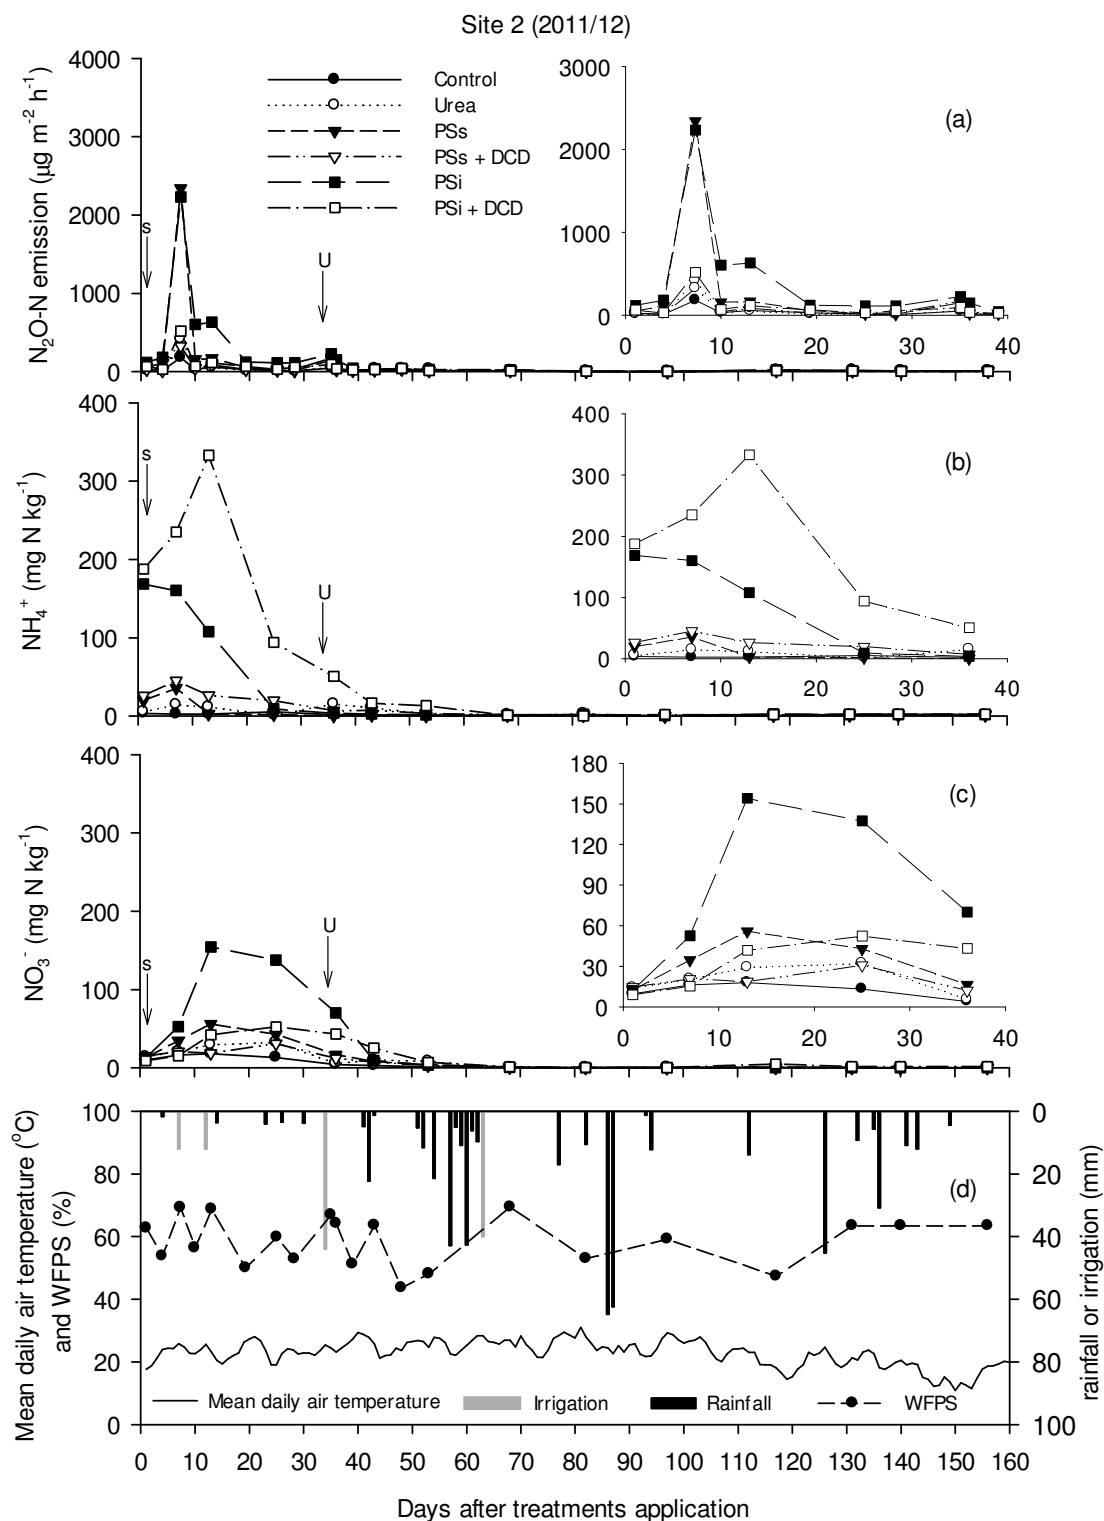 Site 2 (2011/12)
N₂O-N emission (µg m⁻² h⁻¹)
4000
3000
2000
1000
0
s
U
Control
Urea
PSs
PSs + DCD
PSi
PSi + DCD
(a)
3000
2000
1000
0
0 10 20 30 40
NH₄⁺ (mg N kg⁻¹)
400
300
200
100
0
s
U
(b)
400
300
200
100
0
0 10 20 30 40
NO₃⁻ (mg N kg⁻¹)
400
300
200
100
0
s
U
(c)
180
150
120
90
60
30
0
0 10 20 30 40
Mean daily air temperature (°C)
and WFPS (%)
100
80
60
40
20
0
(d)
Mean daily air temperature
Irrigation
Rainfall
WFPS
0
20
40
60
80
100
rainfall or irrigation (mm)
0 10 20 30 40 50 60 70 80 90 100 110 120 130 140 150 160
Days after treatments application